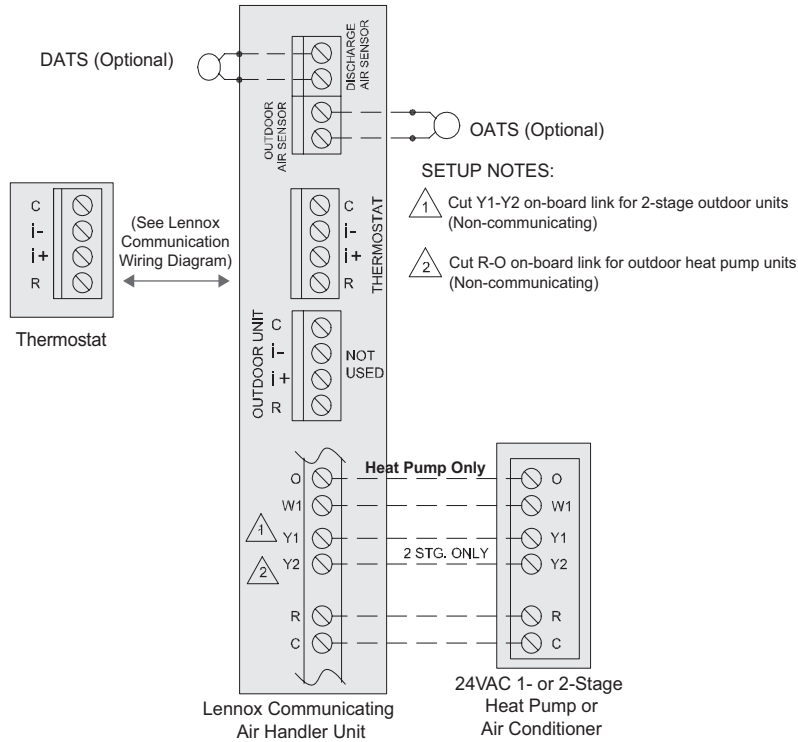 DATS (Optional)
DISCHARGE
AIR SENSOR
OUTDOOR
AIR SENSOR
OATS (Optional)
SETUP NOTES:
1 Cut Y1-Y2 on-board link for 2-stage outdoor units
(Non-communicating)
2 Cut R-O on-board link for outdoor heat pump units
(Non-communicating)
C
i-
i+
R
Thermostat
(See Lennox
Communication
Wiring Diagram)
C
i-
i+
R
THERMOSTAT
OUTDOOR UNIT
C
i-
i+
R
NOT
USED
Heat Pump Only
O
W1
1
Y1
2
Y2
R
C
2 STG. ONLY
O
W1
Y1
Y2
R
C
Lennox Communicating
Air Handler Unit
24VAC 1- or 2-Stage
Heat Pump or
Air Conditioner